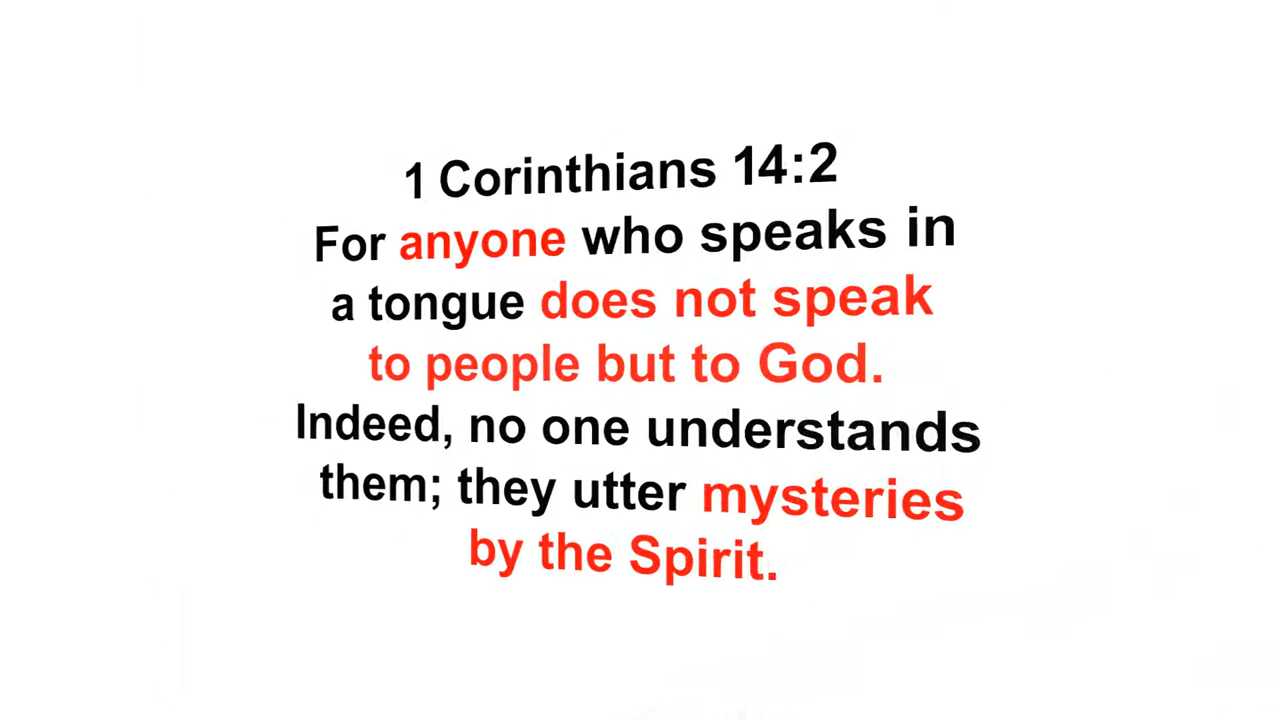 1 Corinthians 14:2
For anyone who speaks in
a tongue does not speak
to people but to God.
Indeed, no one understands
them; they utter mysteries
by the Spirit.